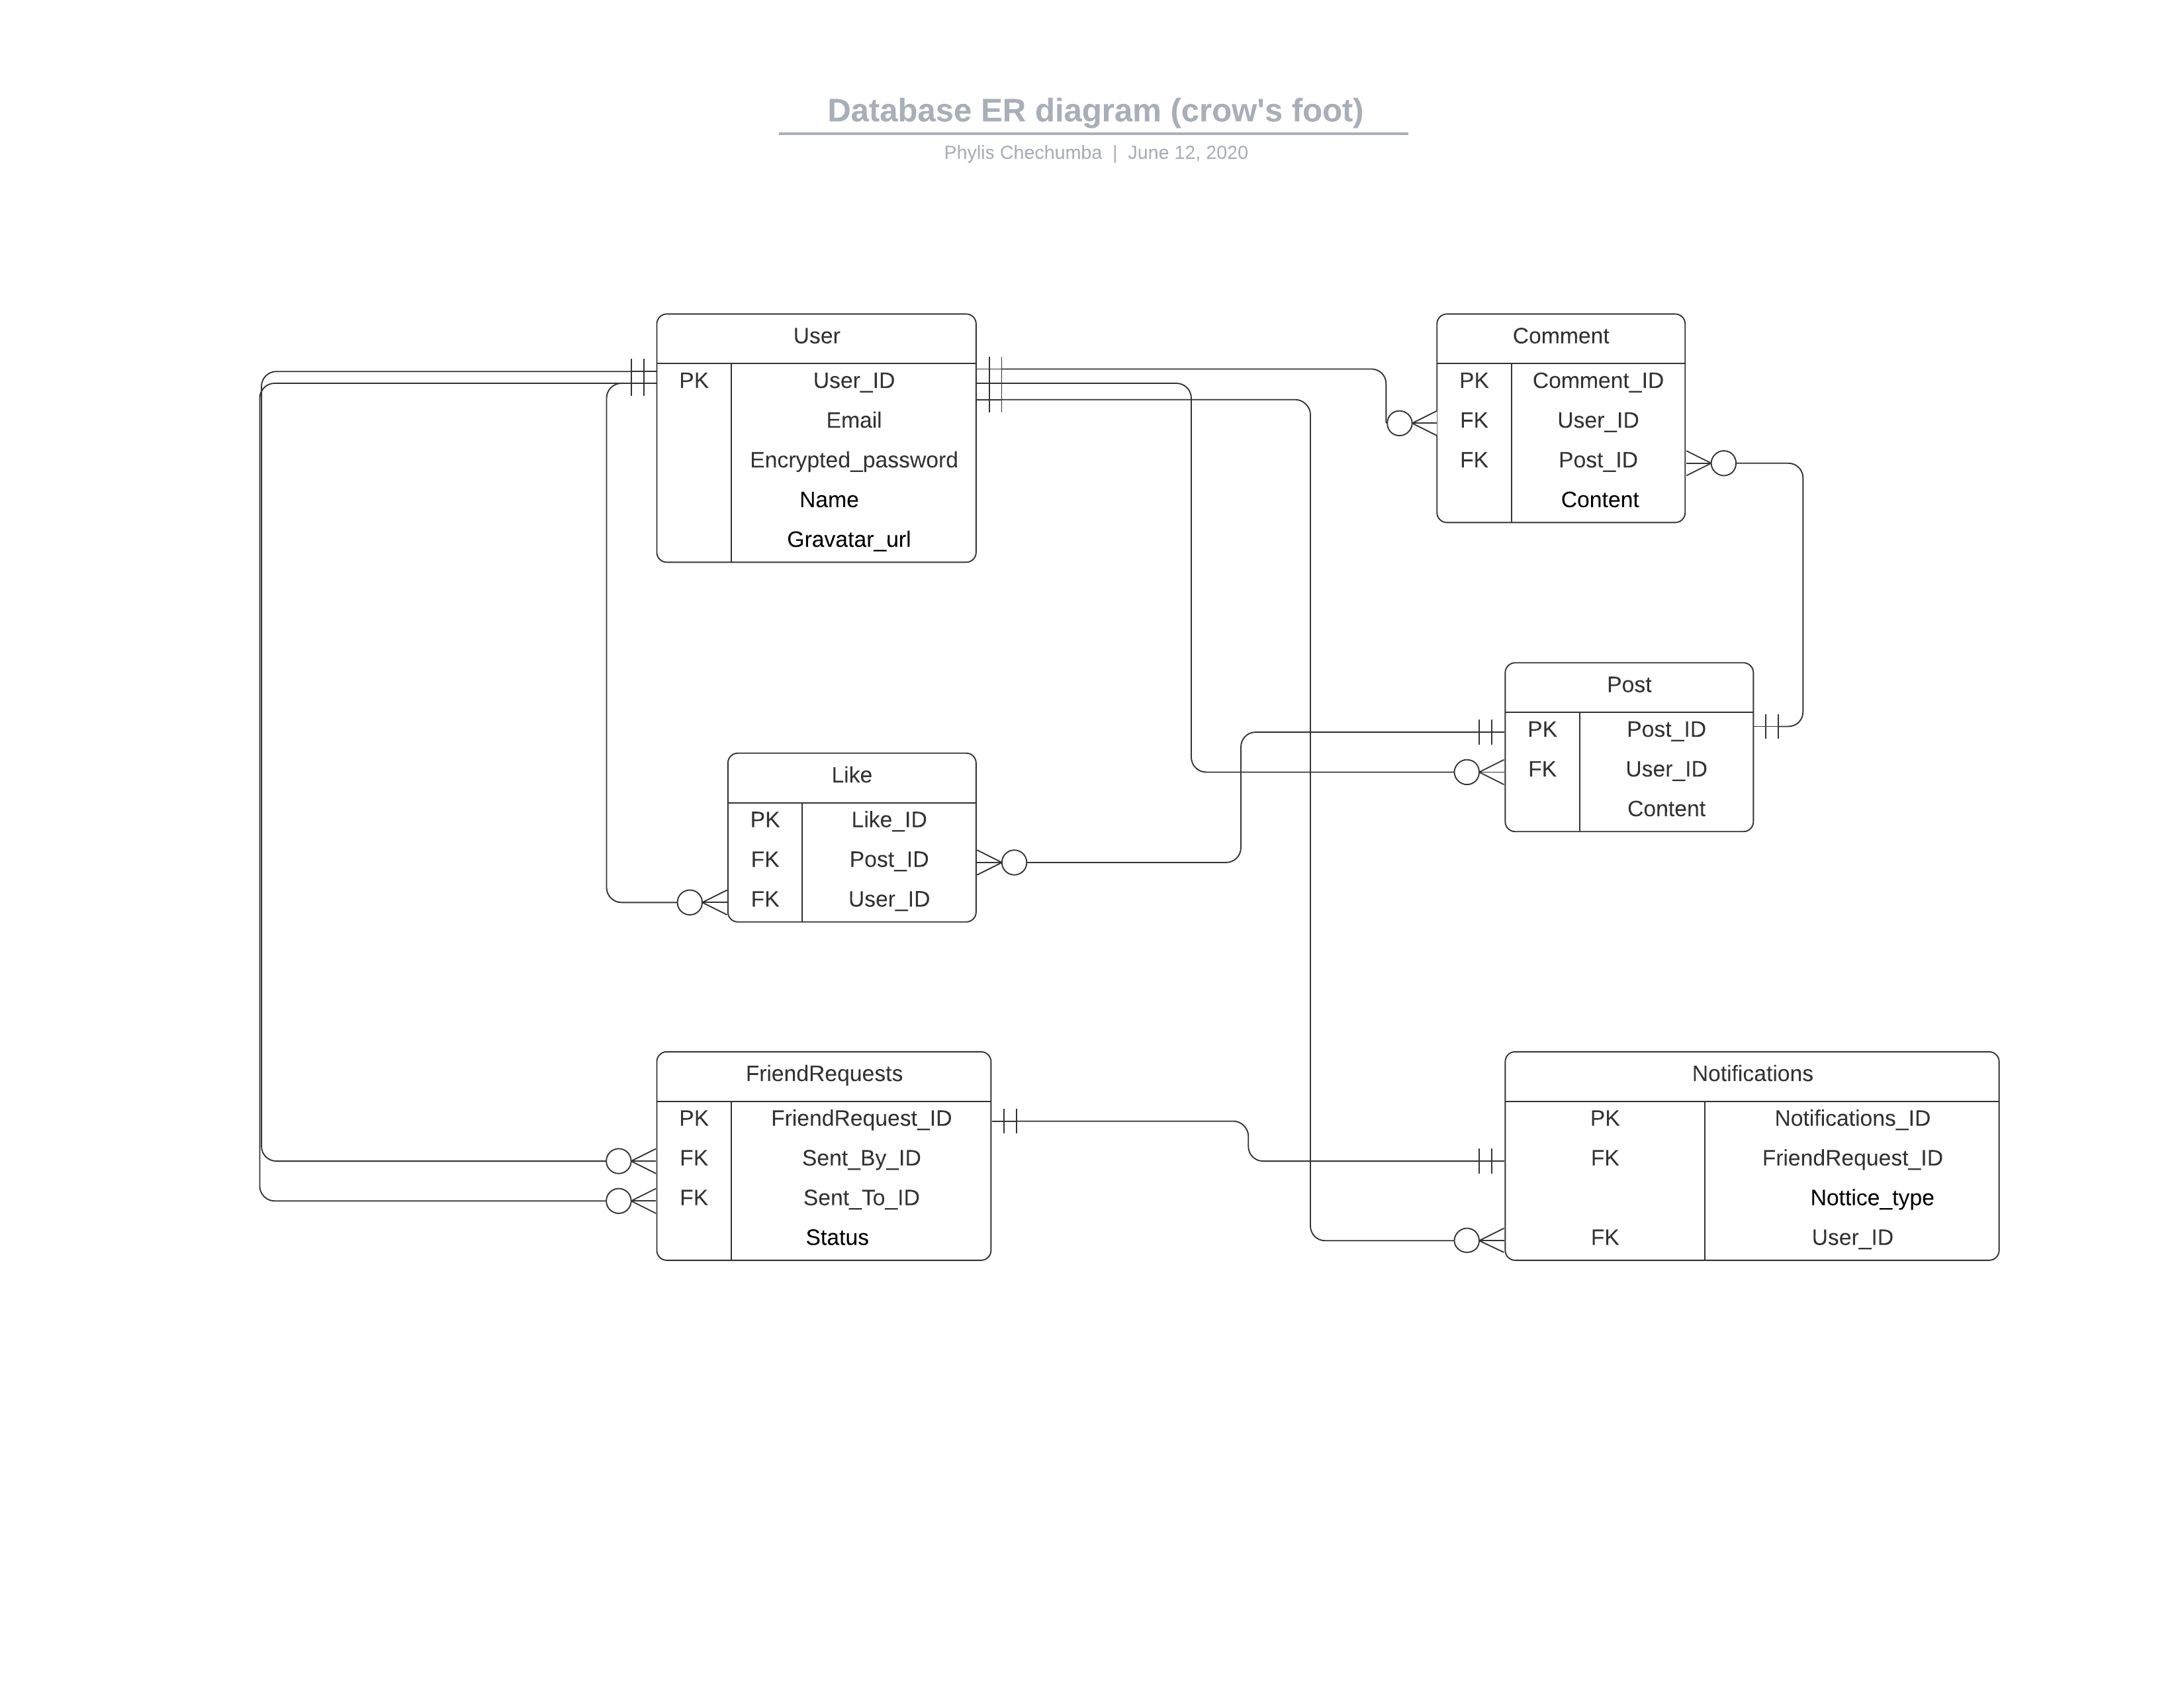 Database ER diagram (crow's foot)
Phylis Chechumba | June 12, 2020
User
PK User_ID
Email
Encrypted_password
Name
Gravatar_url
Comment
PK Comment_ID
FK User_ID
FK Post_ID
Content
Post
PK Post_ID
FK User_ID
Content
Like
PK Like_ID
FK Post_ID
FK User_ID
FriendRequests
PK FriendRequest_ID
FK Sent_By_ID
FK Sent_To_ID
Status
Notifications
PK Notifications_ID
FK FriendRequest_ID
Nottice_type
FK User_ID